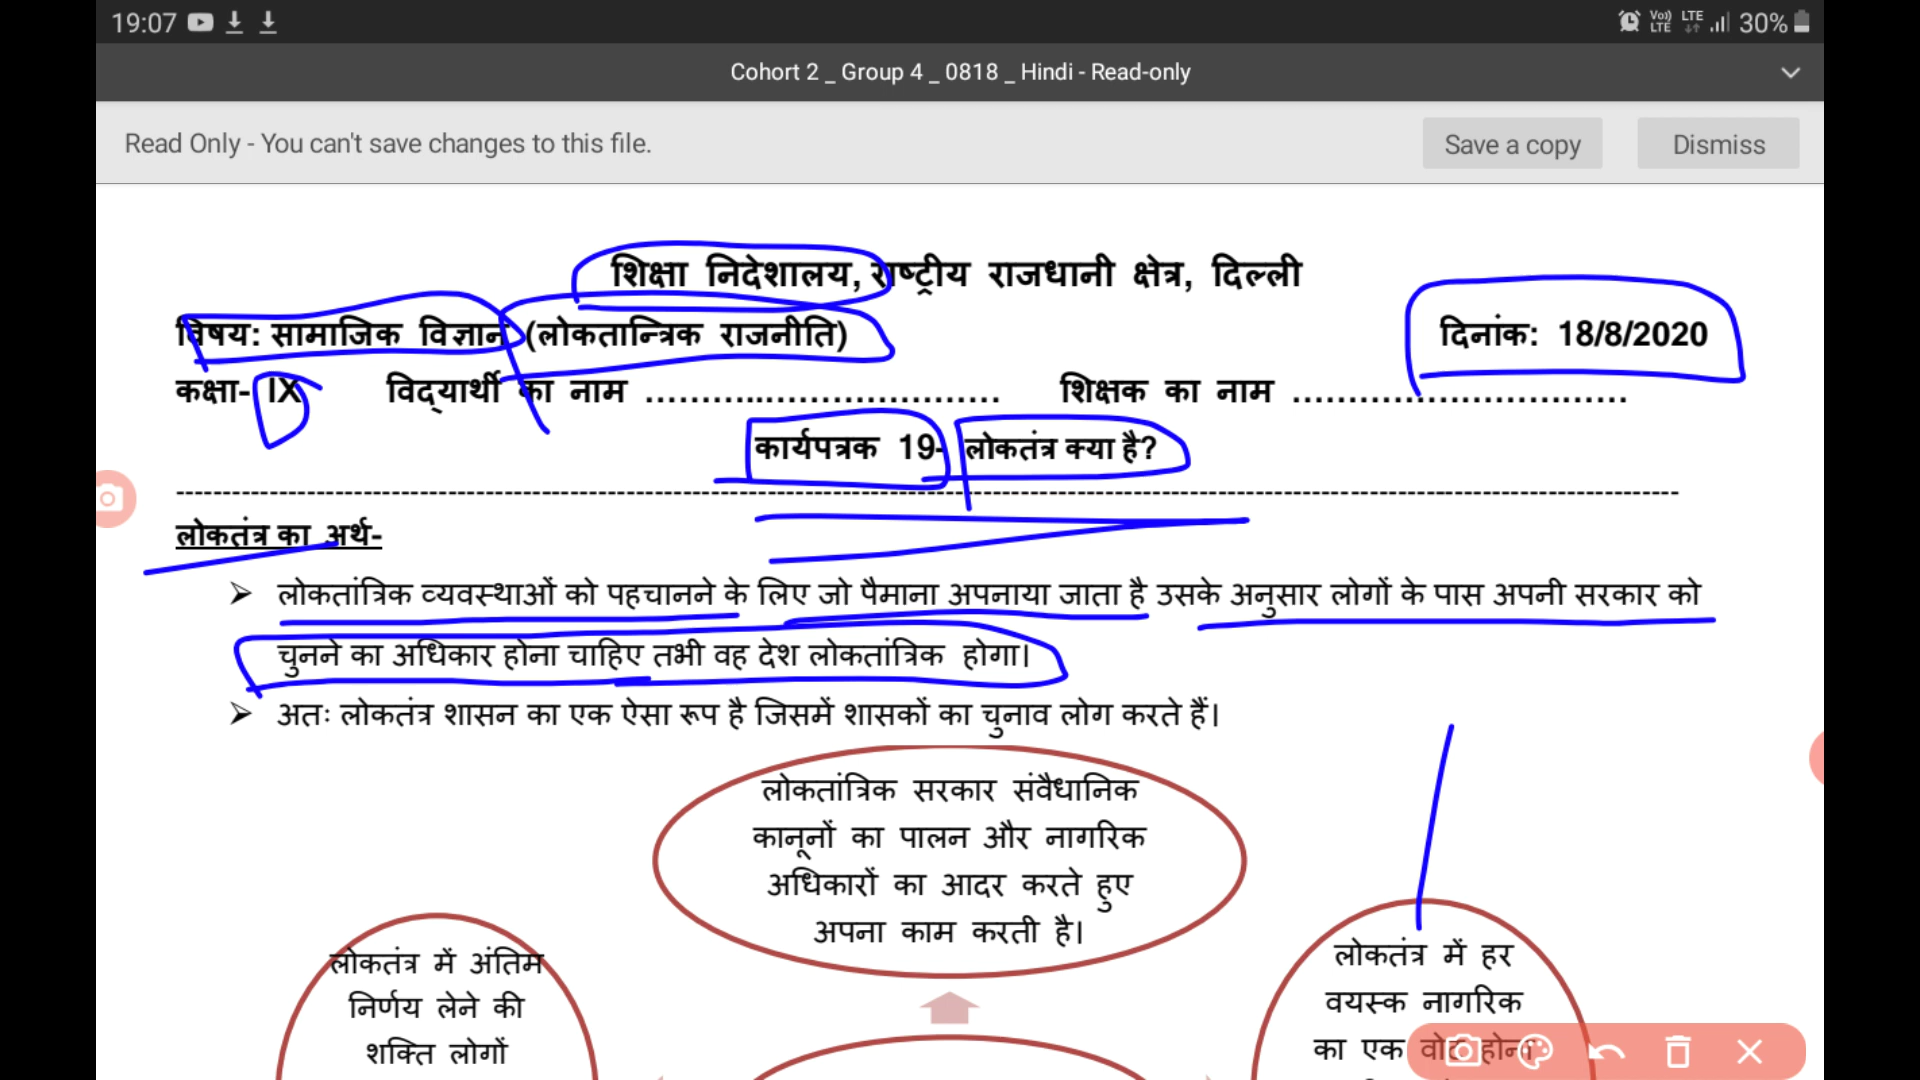 19:07
Vo)) LTE LTE 30%
Cohort 2 _ Group 4 _ 0818 _ Hindi - Read-only
Read Only - You can't save changes to this file.
Save a copy
Dismiss
शिक्षा निदेशालय, राष्ट्रीय राजधानी क्षेत्र, दिल्ली
विषय: सामाजिक विज्ञान (लोकतान्त्रिक राजनीति) दिनांक: 18/8/2020
कक्षा- IX विद्यार्थी का नाम ................................. शिक्षक का नाम ..............................
कार्यपत्रक 19- लोकतंत्र क्या है?
लोकतंत्र का अर्थ-
➢ लोकतांत्रिक व्यवस्थाओं को पहचानने के लिए जो पैमाना अपनाया जाता है उसके अनुसार लोगों के पास अपनी सरकार को
चुनने का अधिकार होना चाहिए तभी वह देश लोकतांत्रिक होगा।
➢ अतः लोकतंत्र शासन का एक ऐसा रूप है जिसमें शासकों का चुनाव लोग करते हैं।
लोकतांत्रिक सरकार संवैधानिक
कानूनों का पालन और नागरिक
अधिकारों का आदर करते हुए
अपना काम करती है।
लोकतंत्र में अंतिम
निर्णय लेने की
शक्ति लोगों
लोकतंत्र में हर
वयस्क नागरिक
का एक वोट होना